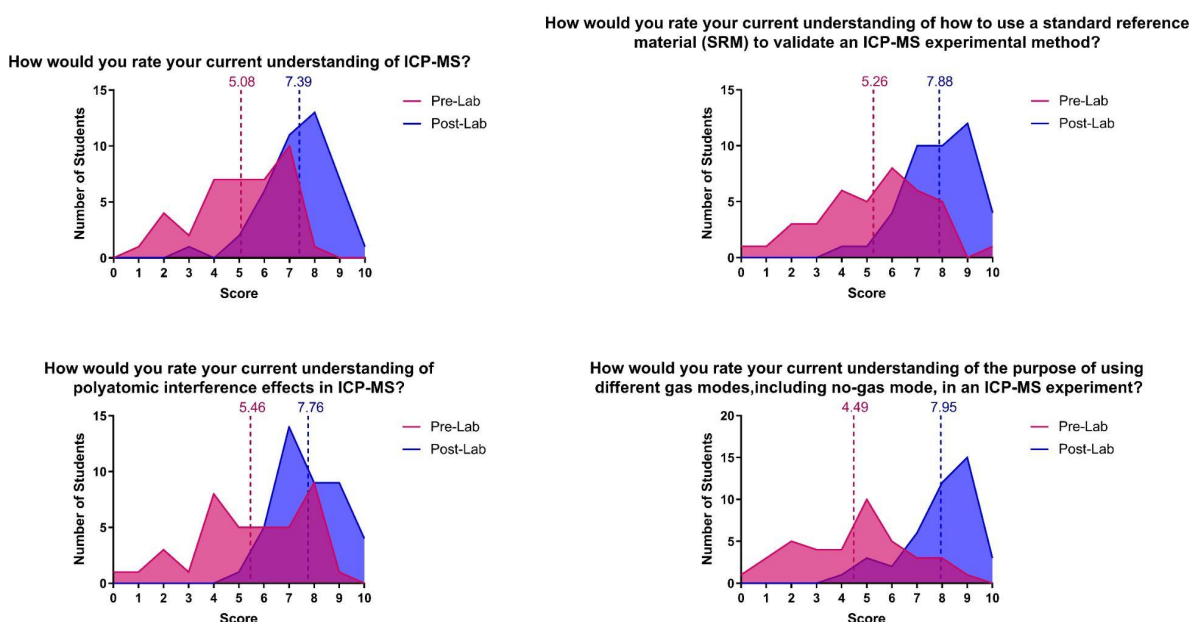 How would you rate your current understanding of ICP-MS?
5.08 7.39
15
10
5
0
Number of Students
0 1 2 3 4 5 6 7 8 9 10
Score
Pre-Lab
Post-Lab
How would you rate your current understanding of how to use a standard reference
material (SRM) to validate an ICP-MS experimental method?
5.26 7.88
15
10
5
0
Number of Students
0 1 2 3 4 5 6 7 8 9 10
Score
Pre-Lab
Post-Lab
How would you rate your current understanding of
polyatomic interference effects in ICP-MS?
5.46 7.76
15
10
5
0
Number of Students
0 1 2 3 4 5 6 7 8 9 10
Score
Pre-Lab
Post-Lab
How would you rate your current understanding of the purpose of using
different gas modes,including no-gas mode, in an ICP-MS experiment?
4.49 7.95
20
15
10
5
0
Number of Students
0 1 2 3 4 5 6 7 8 9 10
Score
Pre-Lab
Post-Lab